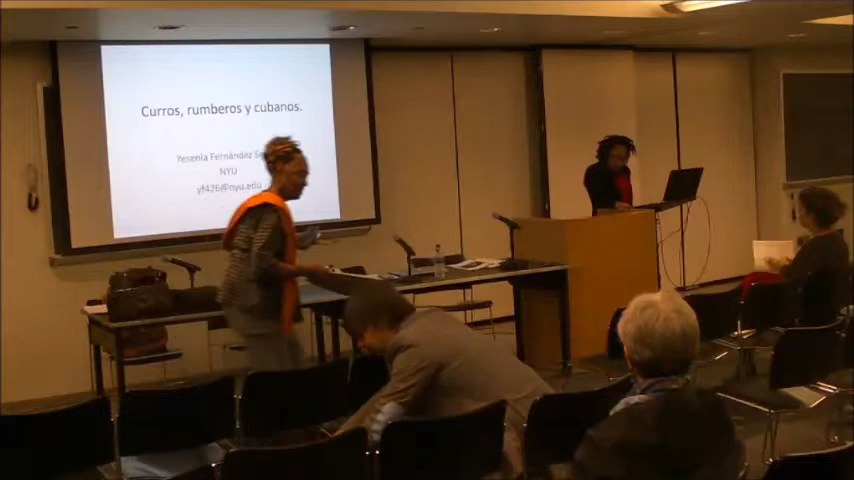 Curros, rumberos y cubanos.
Yesenia Fernández
NYU
yf426@nyu.edu